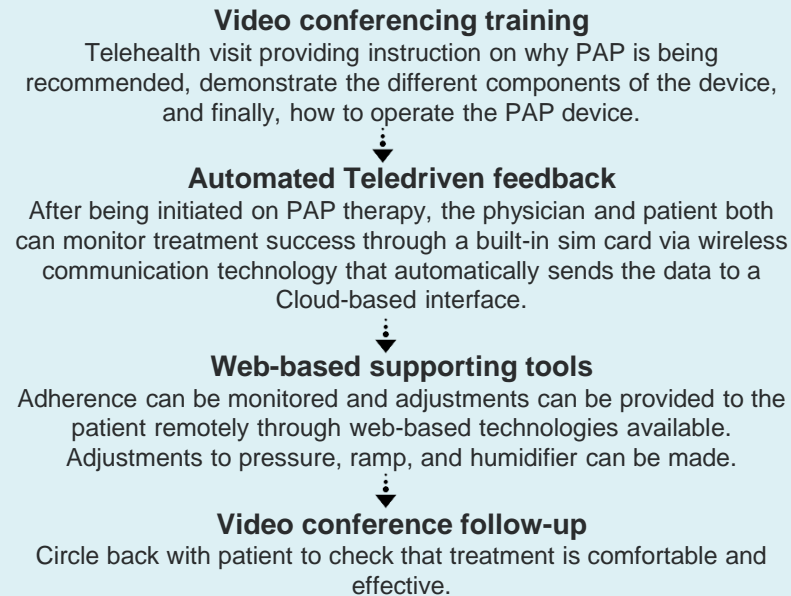 Video conferencing training
Telehealth visit providing instruction on why PAP is being
recommended, demonstrate the different components of the device,
and finally, how to operate the PAP device.
Automated Teledriven feedback
After being initiated on PAP therapy, the physician and patient both
can monitor treatment success through a built-in sim card via wireless
communication technology that automatically sends the data to a
Cloud-based interface.
Web-based supporting tools
Adherence can be monitored and adjustments can be provided to the
patient remotely through web-based technologies available.
Adjustments to pressure, ramp, and humidifier can be made.
Video conference follow-up
Circle back with patient to check that treatment is comfortable and
effective.